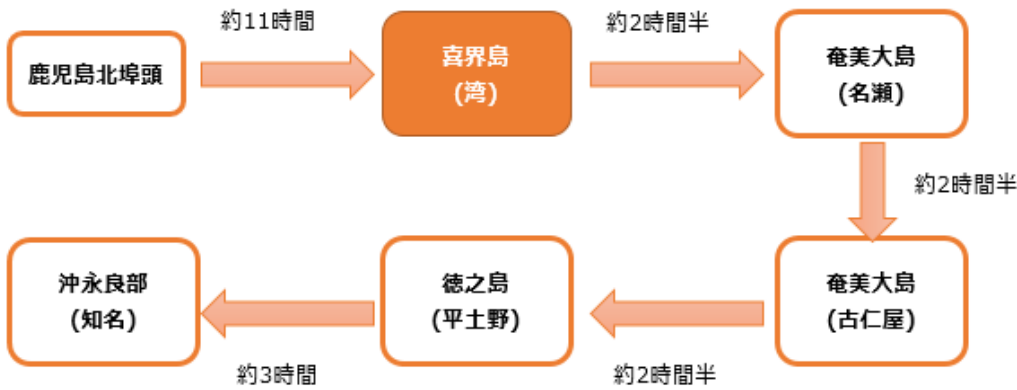 約11時間
約2時間半
鹿児島北埠頭
喜界島
(湾)
奄美大島
(名瀬)
約2時間半
沖永良部
(知名)
徳之島
(平土野)
奄美大島
(古仁屋)
約3時間
約2時間半